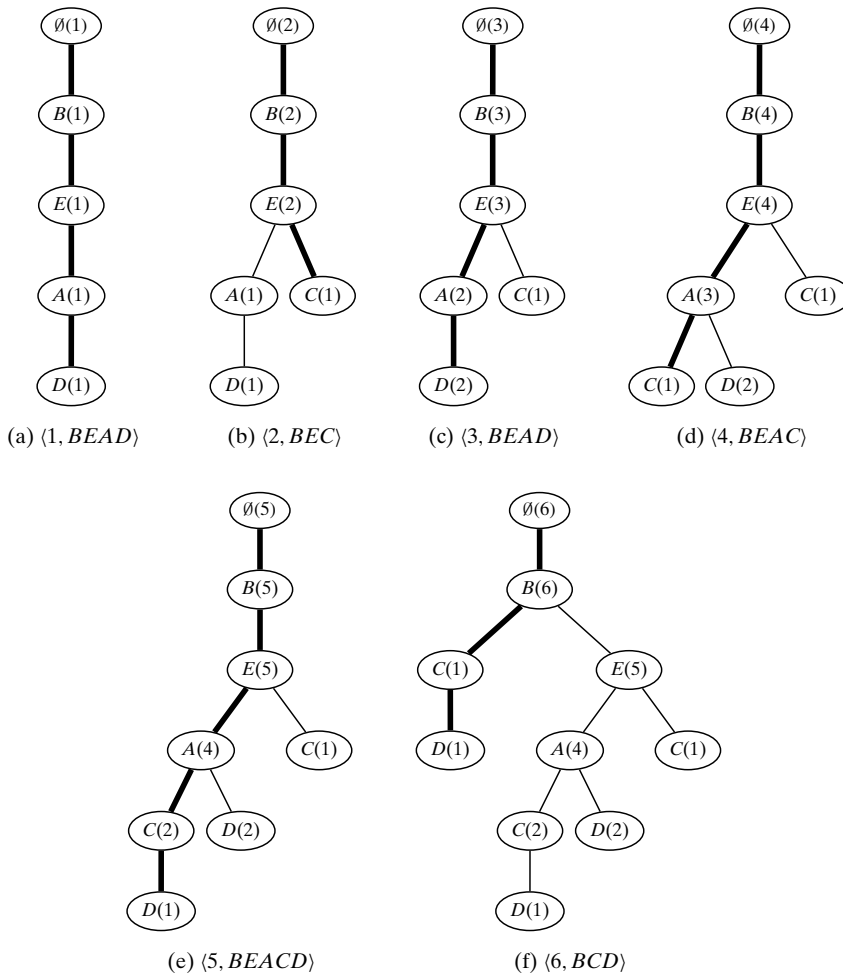 ∅(1) ∅(2) ∅(3) ∅(4)
B(1) B(2) B(3) B(4)
E(1) E(2) E(3) E(4)
A(1) A(1) C(1) A(2) C(1) A(3) C(1)
D(1) D(1) D(2) C(1) D(2)
(a) ⟨1, BEAD⟩ (b) ⟨2, BEC⟩ (c) ⟨3, BEAD⟩ (d) ⟨4, BEAC⟩
∅(5) ∅(6)
B(5) B(6)
E(5) C(1) E(5)
A(4) C(1) D(1) A(4) C(1)
C(2) D(2) C(2) D(2)
D(1) D(1)
(e) ⟨5, BEACD⟩ (f) ⟨6, BCD⟩